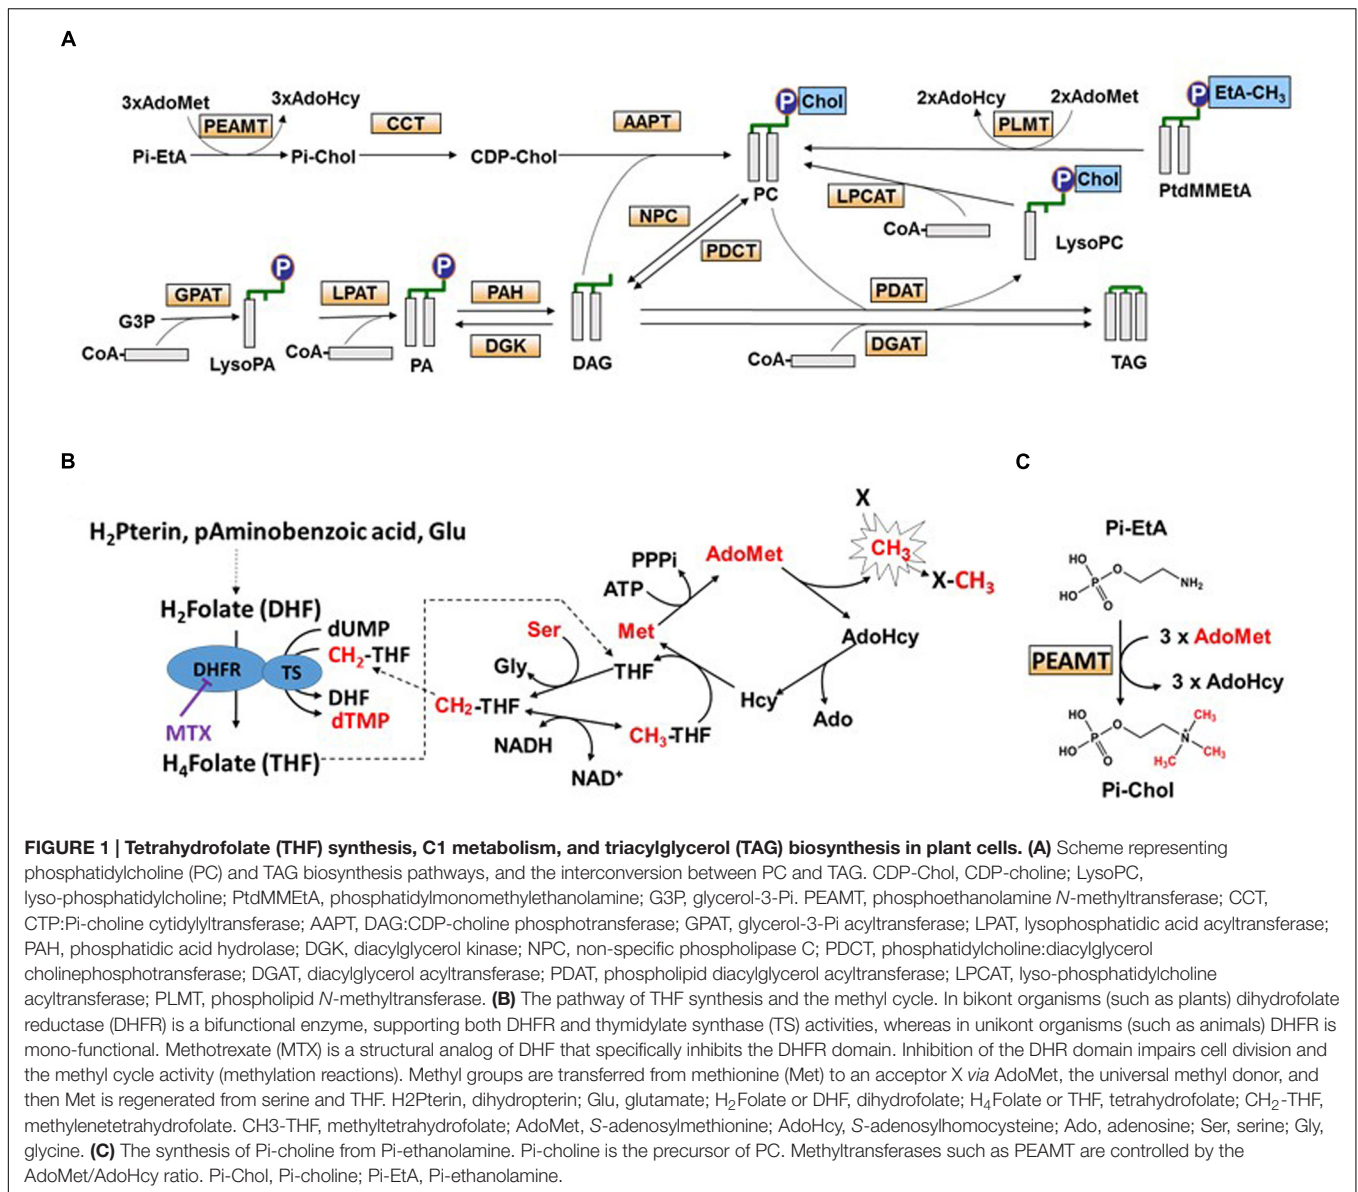 A
3xAdoMet
3xAdoHcy
PEAMT
CCT
Pi-EtA
Pi-Chol
CDP-Chol
AAPT
P Chol
PC
2xAdoHcy
2xAdoMet
PLMT
P EtA-CH3
PtdMMEtA
LPCAT
CoA-
P Chol
LysoPC
NPC
PDCT
GPAT
P
G3P
CoA-
LysoPA
LPAT
P
CoA-
PA
PAH
DGK
DAG
PDAT
CoA-
DGAT
TAG
B
H2Pterin, pAminobenzoic acid, Glu
H2Folate (DHF)
dUMP
CH2-THF
DHFR
TS
DHF
dTMP
MTX
H4Folate (THF)
PPPi
ATP
AdoMet
X
CH3
X-CH3
Ser
Met
AdoHcy
Gly
THF
CH2-THF
Hcy
Ado
CH3-THF
NADH
NAD+
C
Pi-EtA
HO
O
P
NH2
HO
O
3 x AdoMet
PEAMT
3 x AdoHcy
HO
O
CH3
P
N
HO
O
H3C
CH3
Pi-Chol
FIGURE 1 | Tetrahydrofolate (THF) synthesis, C1 metabolism, and triacylglycerol (TAG) biosynthesis in plant cells. (A) Scheme representing
phosphatidylcholine (PC) and TAG biosynthesis pathways, and the interconversion between PC and TAG. CDP-Chol, CDP-choline; LysoPC,
lyso-phosphatidylcholine; PtdMMEtA, phosphatidylmonomethylethanolamine; G3P, glycerol-3-Pi. PEAMT, phosphoethanolamine N-methyltransferase; CCT,
CTP:Pi-choline cytidylyltransferase; AAPT, DAG:CDP-choline phosphotransferase; GPAT, glycerol-3-Pi acyltransferase; LPAT, lysophosphatidic acid acyltransferase;
PAH, phosphatidic acid hydrolase; DGK, diacylglycerol kinase; NPC, non-specific phospholipase C; PDCT, phosphatidylcholine:diacylglycerol
cholinephosphotransferase; DGAT, diacylglycerol acyltransferase; PDAT, phospholipid diacylglycerol acyltransferase; LPCAT, lyso-phosphatidylcholine
acyltransferase; PLMT, phospholipid N-methyltransferase. (B) The pathway of THF synthesis and the methyl cycle. In bikont organisms (such as plants) dihydrofolate
reductase (DHFR) is a bifunctional enzyme, supporting both DHFR and thymidylate synthase (TS) activities, whereas in unikont organisms (such as animals) DHFR is
mono-functional. Methotrexate (MTX) is a structural analog of DHF that specifically inhibits the DHFR domain. Inhibition of the DHR domain impairs cell division and
the methyl cycle activity (methylation reactions). Methyl groups are transferred from methionine (Met) to an acceptor X via AdoMet, the universal methyl donor, and
then Met is regenerated from serine and THF. H2Pterin, dihydropterin; Glu, glutamate; H2Folate or DHF, dihydrofolate; H4Folate or THF, tetrahydrofolate; CH2-THF,
methylenetetrahydrofolate. CH3-THF, methyltetrahydrofolate; AdoMet, S-adenosylmethionine; AdoHcy, S-adenosylhomocysteine; Ado, adenosine; Ser, serine; Gly,
glycine. (C) The synthesis of Pi-choline from Pi-ethanolamine. Pi-choline is the precursor of PC. Methyltransferases such as PEAMT are controlled by the
AdoMet/AdoHcy ratio. Pi-Chol, Pi-choline; Pi-EtA, Pi-ethanolamine.